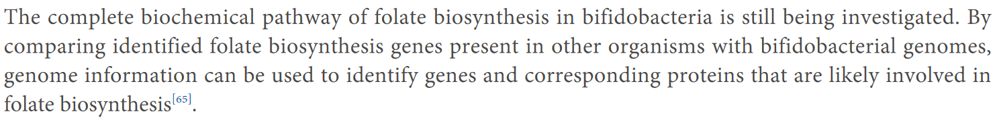 The complete biochemical pathway of folate biosynthesis in bifidobacteria is still being investigated. By
comparing identified folate biosynthesis genes present in other organisms with bifidobacterial genomes,
genome information can be used to identify genes and corresponding proteins that are likely involved in
folate biosynthesis[65].